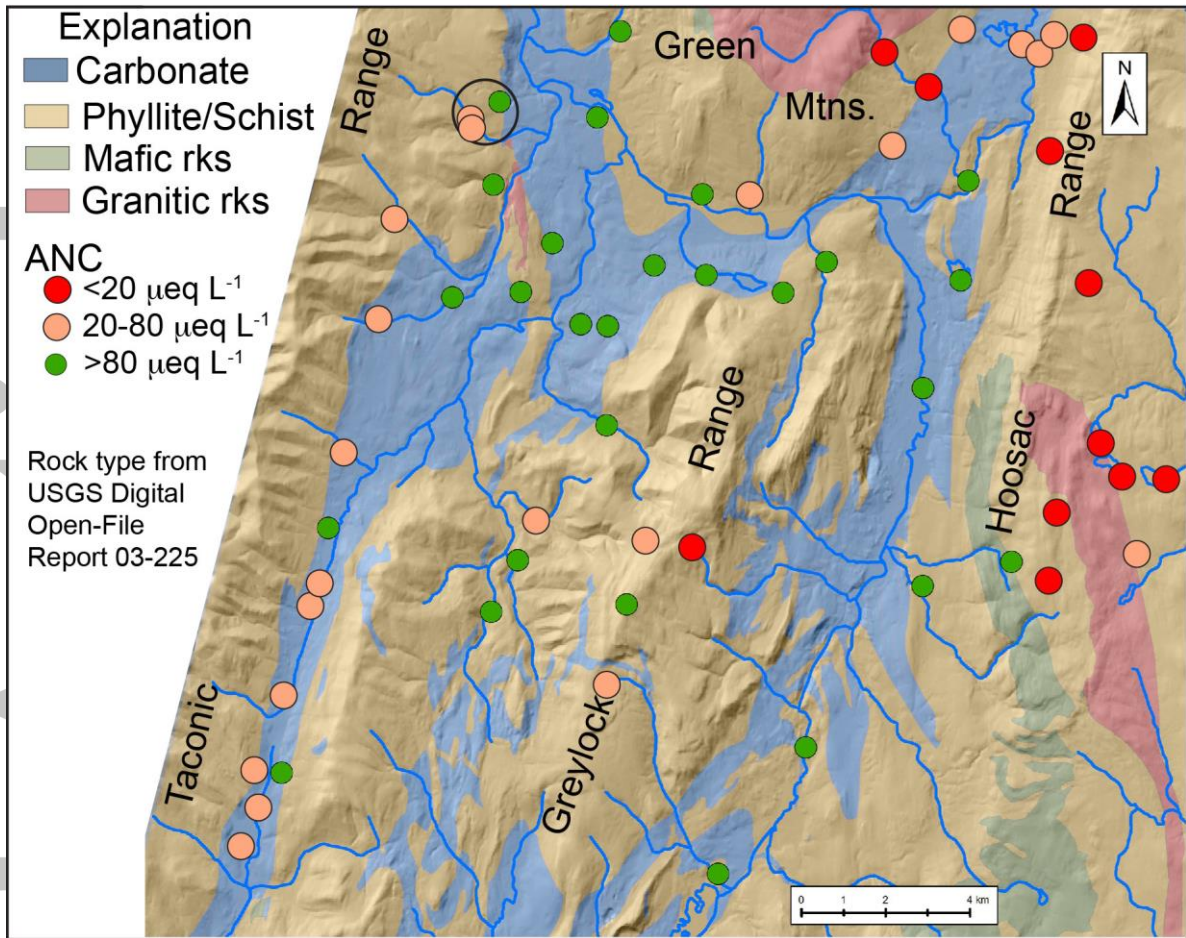 Explanation
Carbonate
Phyllite/Schist
Mafic rks
Granitic rks
ANC
<20 μeq L⁻¹
20-80 μeq L⁻¹
>80 μeq L⁻¹
Rock type from
USGS Digital
Open-File
Report 03-225
Range
Green
Mtns.
N
Range
Range
Hoosac
Taconic
Greylock
0 1 2 4 km